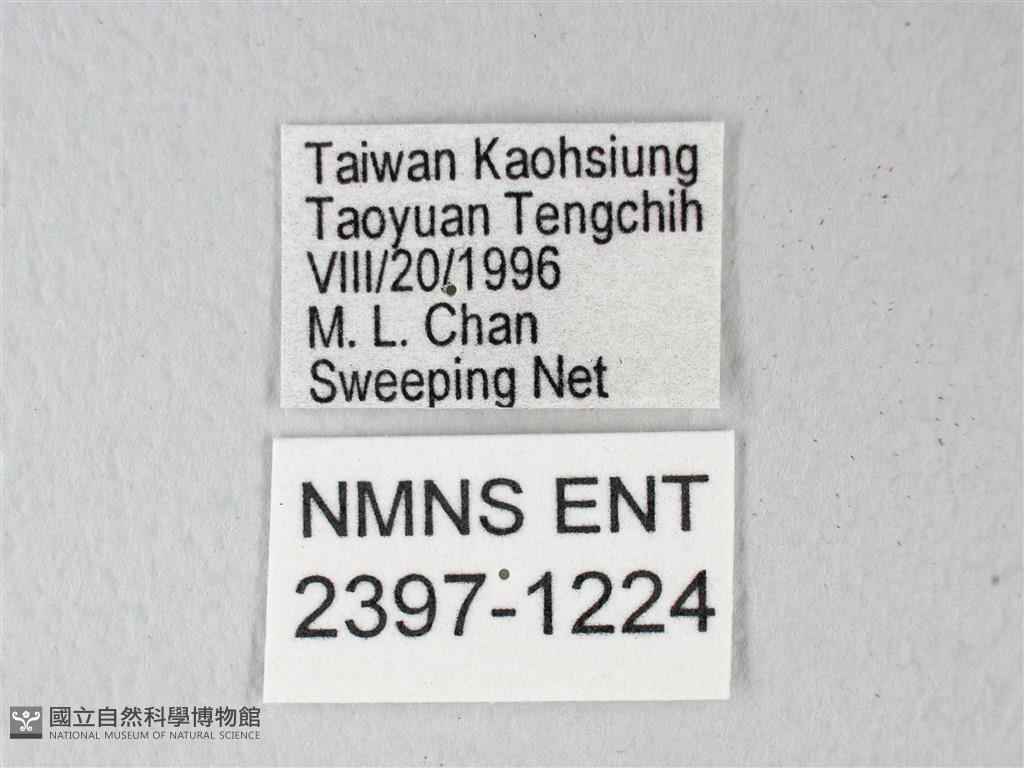 Taiwan Kaohsiung
Taoyuan Tengchih
VIII/20/1996
M. L. Chan
Sweeping Net
NMNS ENT
2397-1224
國立自然科學博物館
NATIONAL MUSEUM OF NATURAL SCIENCE